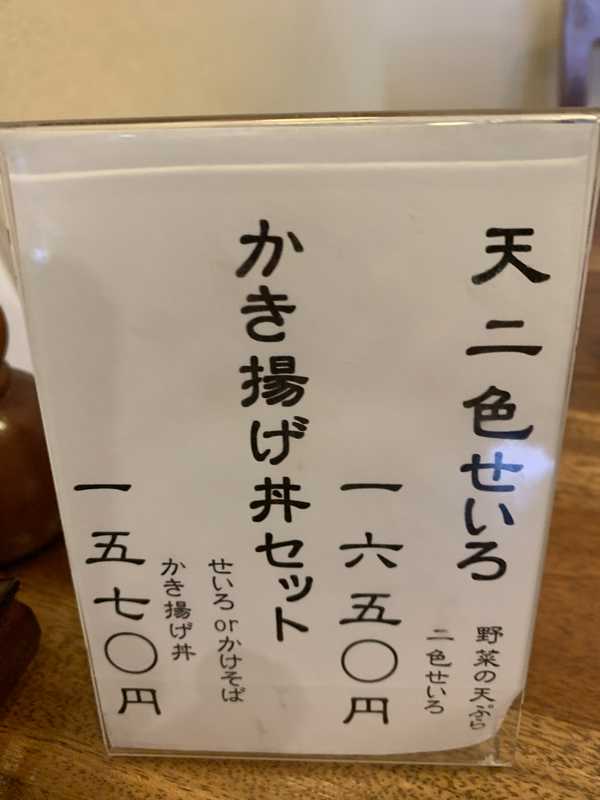 天二色せいろ
野菜の天ぷら
二色せいろ
一六五〇円
かき揚げ丼セット
せいろorかけそば
かき揚げ丼
一五七〇円